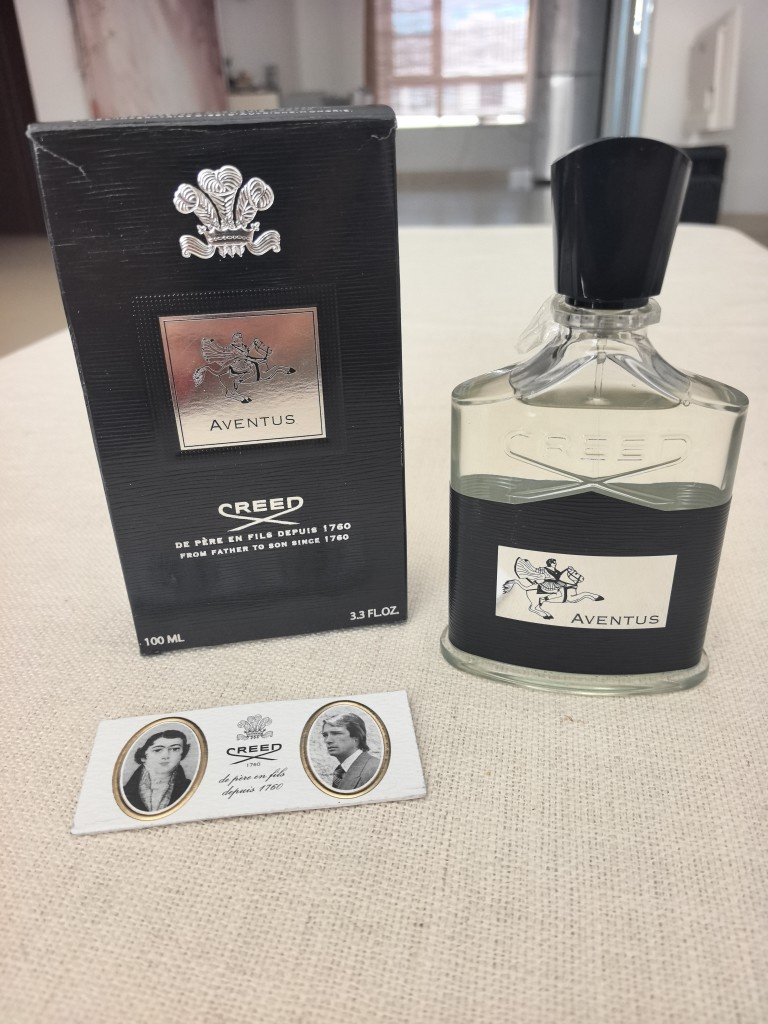 AVENTUS
CREED
DE PÈRE EN FILS DEPUIS 1760
FROM FATHER TO SON SINCE 1760
100 ML
3.3 FL.OZ.
CREED
AVENTUS
CREED
1760
de père en fils
depuis 1760